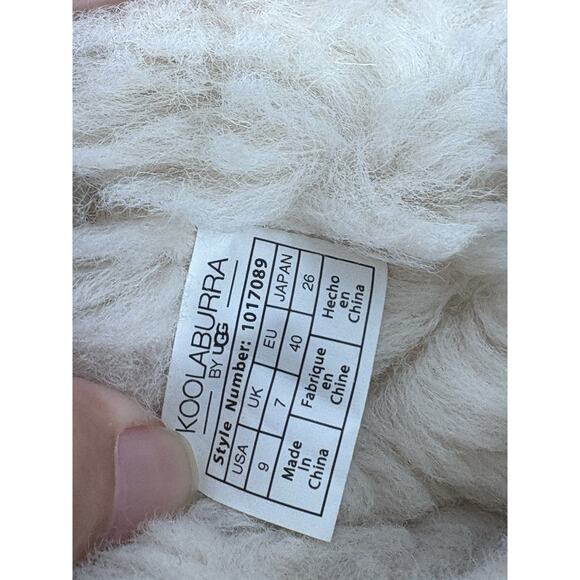 KOOLABURRA
BY UGG
Style Number: 1017089
USA UK EU JAPAN
9 7 40 26
Made Fabrique Hecho
In en en
China Chine China